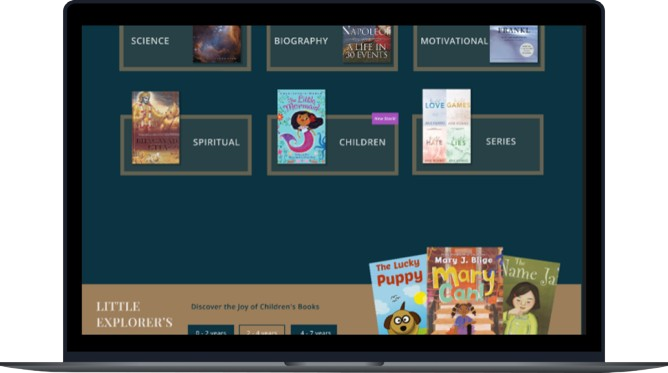 SCIENCE
BIOGRAPHY
NAPOLEON
A LIFE IN
30 EVENTS
MOTIVATIONAL
FRANKL
SPIRITUAL
The Little
Mermaid
New Stock
CHILDREN
LOVE
GAMES
HATE
LIES
SERIES
The Lucky
Puppy
Mary J. Blige
Mary
Can!
The
Name Ja
LITTLE
EXPLORER'S
Discover the Joy of Children's Books
0 - 2 years
2 - 4 years
4 - 7 years